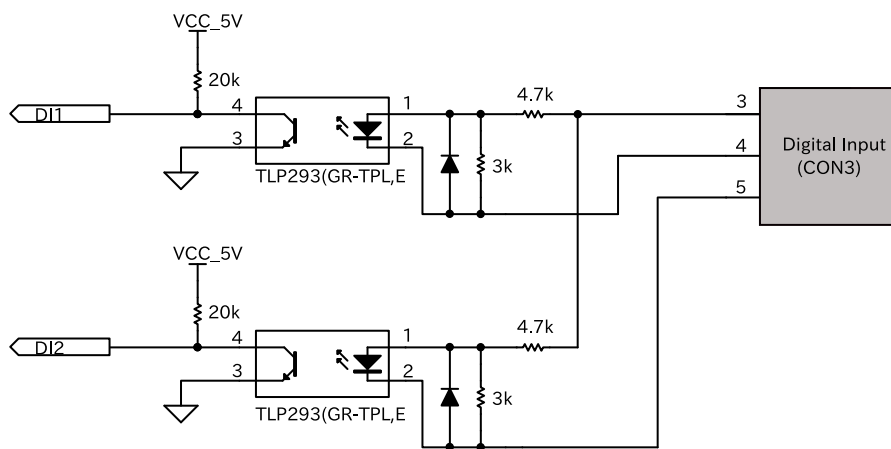 VCC_5V
20k
DI1
4
3
1
2
TLP293(GR-TPL,E
4.7k
3k
3
4
5
Digital Input
(CON3)
VCC_5V
20k
DI2
4
3
1
2
TLP293(GR-TPL,E
4.7k
3k